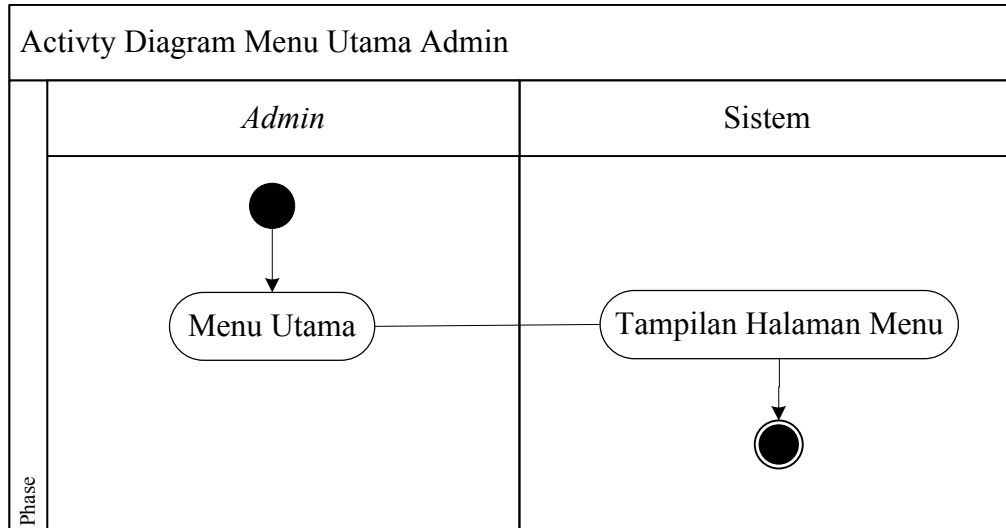 Activty Diagram Menu Utama Admin
Admin
Sistem
Menu Utama
Tampilan Halaman Menu
Phase